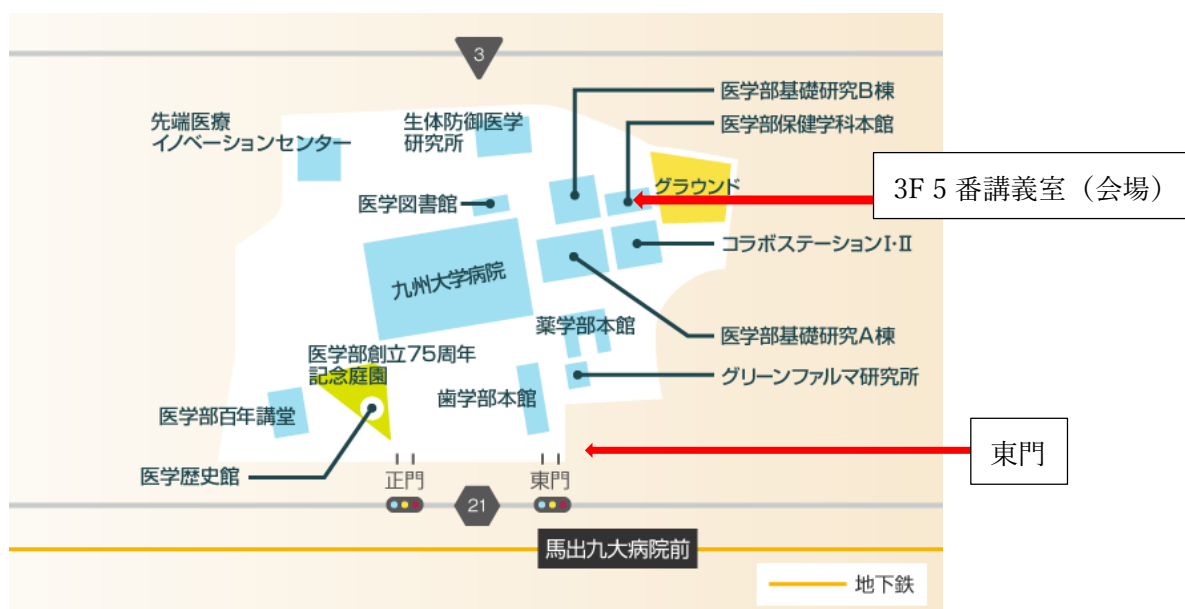 3
医学部基礎研究B棟
先端医療
イノベーションセンター
生体防御医学
研究所
医学部保健学科本館
グラウンド
3F 5 番講義室（会場）
医学図書館
コラボステーションI・II
九州大学病院
薬学部本館
医学部基礎研究A棟
医学部創立75周年
記念庭園
グリーンファルマ研究所
歯学部本館
医学部百年講堂
東門
医学歴史館
正門
東門
21
馬出九大病院前
地下鉄